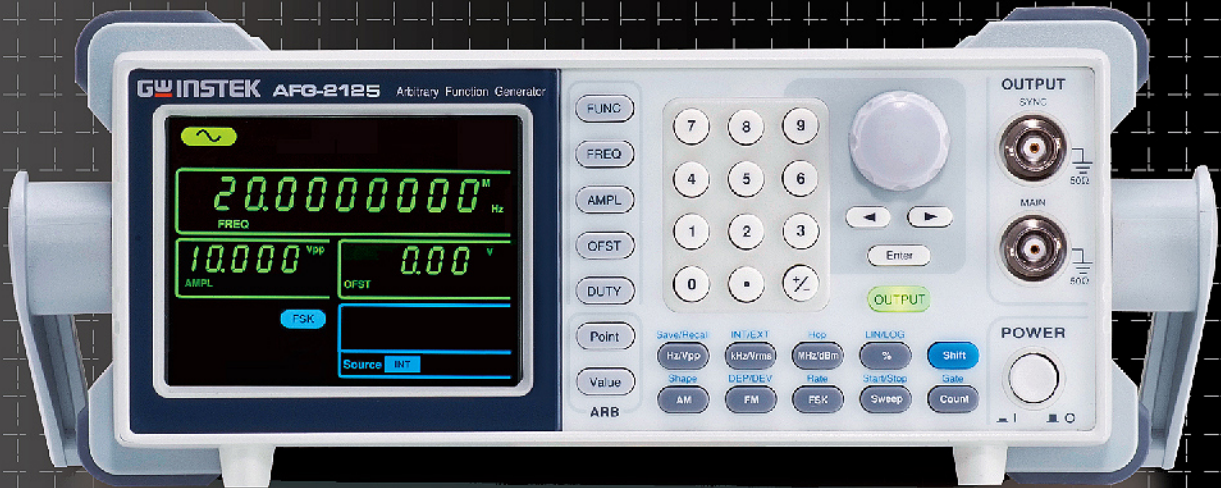 GW INSTEK AFG-2125 Arbitrary Function Generator
20.0000000 M Hz
FREQ
10.000 Vpp
AMPL
0.00 V
OFST
FSK
Source INT
FUNC
FREQ
AMPL
OFST
DUTY
Point
Value
ARB
7 8 9
4 5 6
1 2 3
0 . +/-
Enter
OUTPUT
Save/Recall INT/EXT Hop LIN/LOG
Hz/Vpp kHz/Vrms MHz/dBm % Shift
Shape DEP/DEV Rate Start/Stop Gate
AM FM FSK Sweep Count
OUTPUT
SYNC
50Ω
MAIN
50Ω
POWER
I O